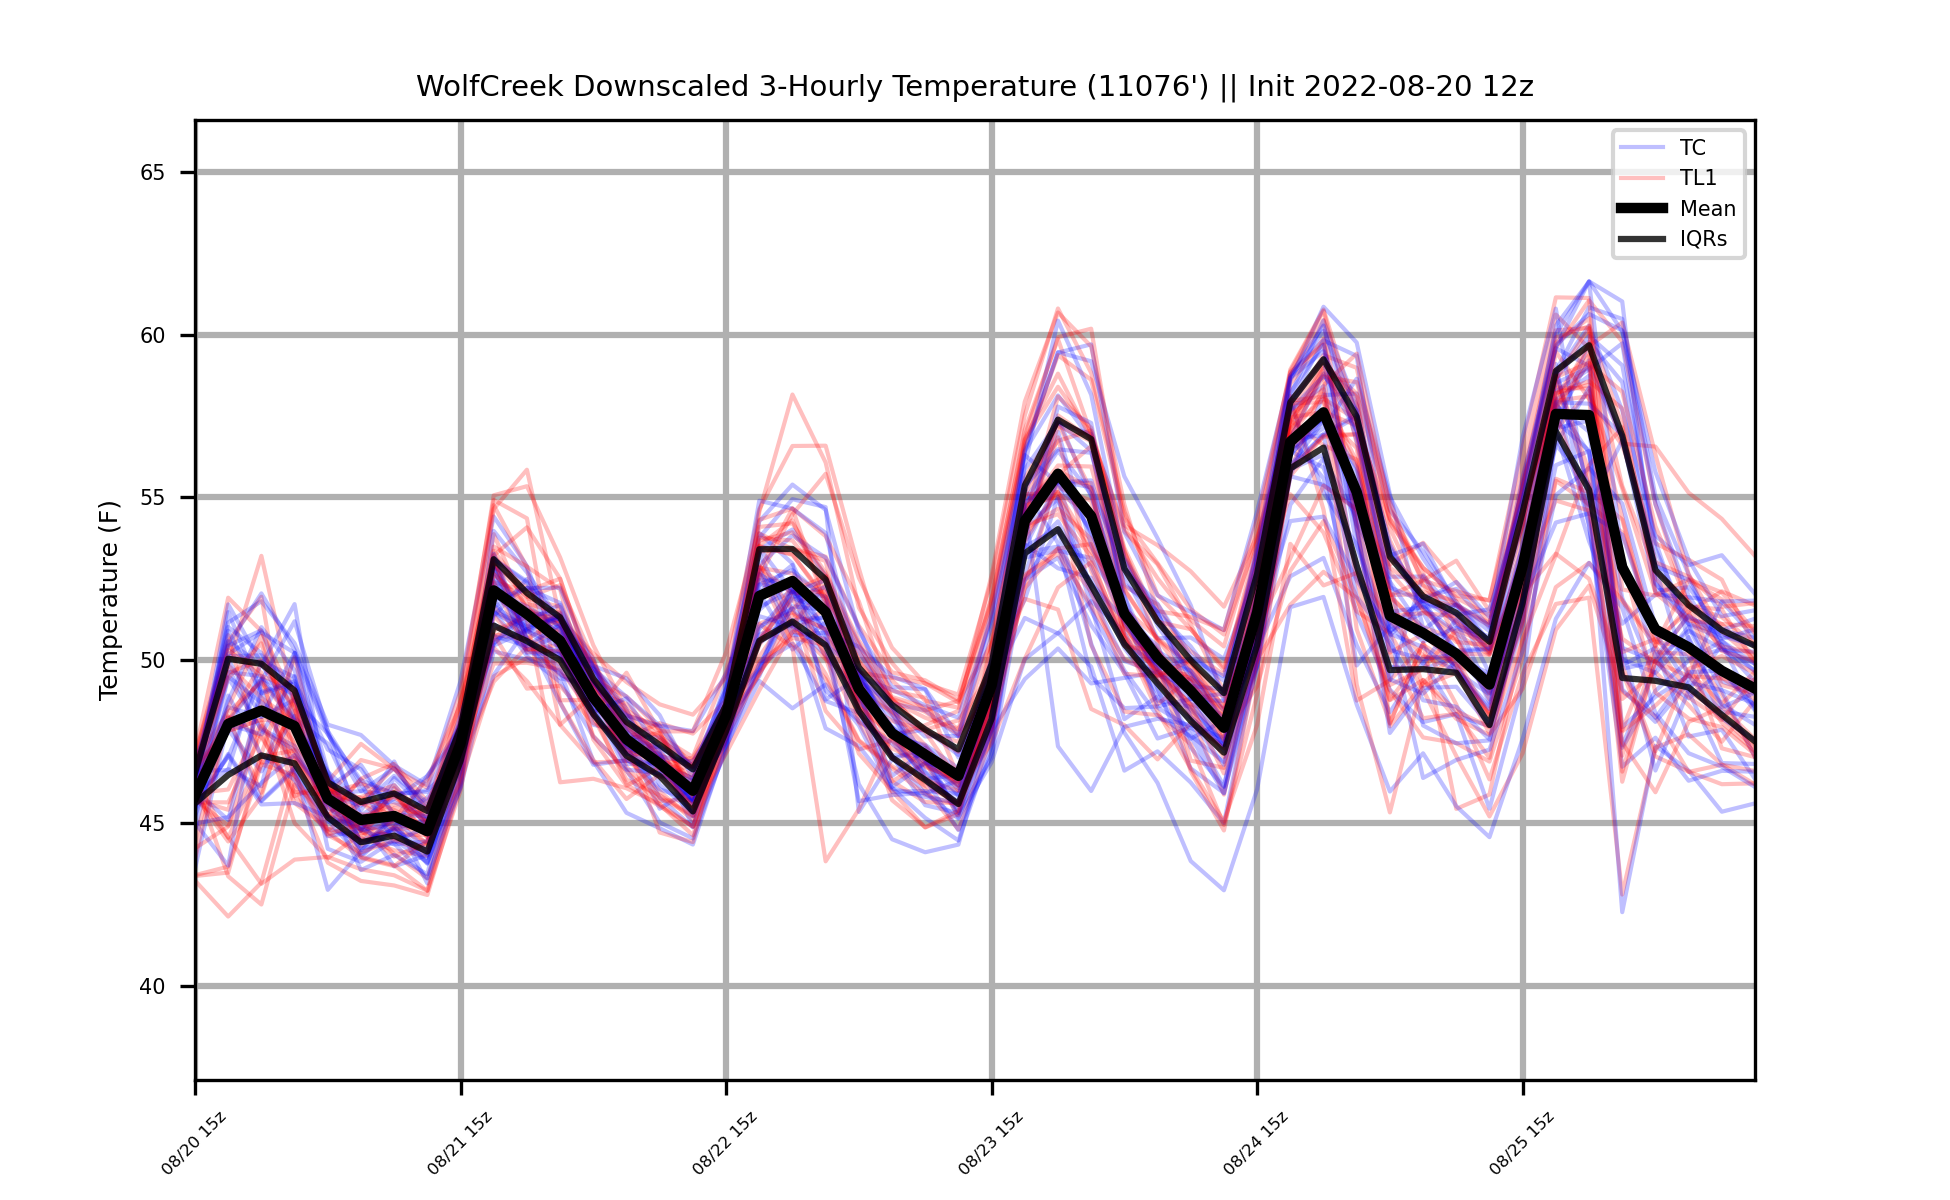 WolfCreek Downscaled 3-Hourly Temperature (11076') || Init 2022-08-20 12z
TC
TL1
Mean
IQRs
Temperature (F)
65
60
55
50
45
40
08/20 15z
08/21 15z
08/22 15z
08/23 15z
08/24 15z
08/25 15z